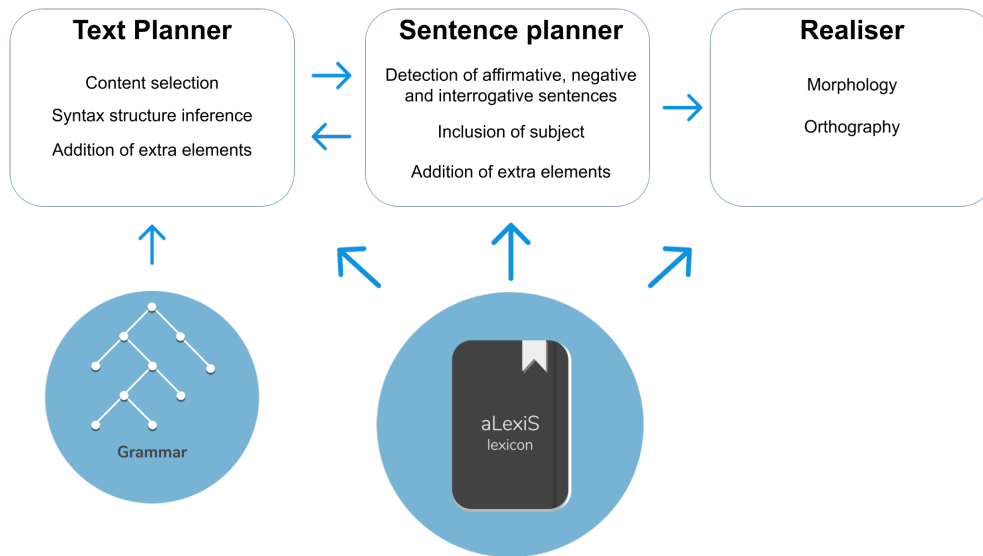 Text Planner
Content selection
Syntax structure inference
Addition of extra elements
Sentence planner
Detection of affirmative, negative
and interrogative sentences
Inclusion of subject
Addition of extra elements
Realiser
Morphology
Orthography
Grammar
aLexiS
lexicon